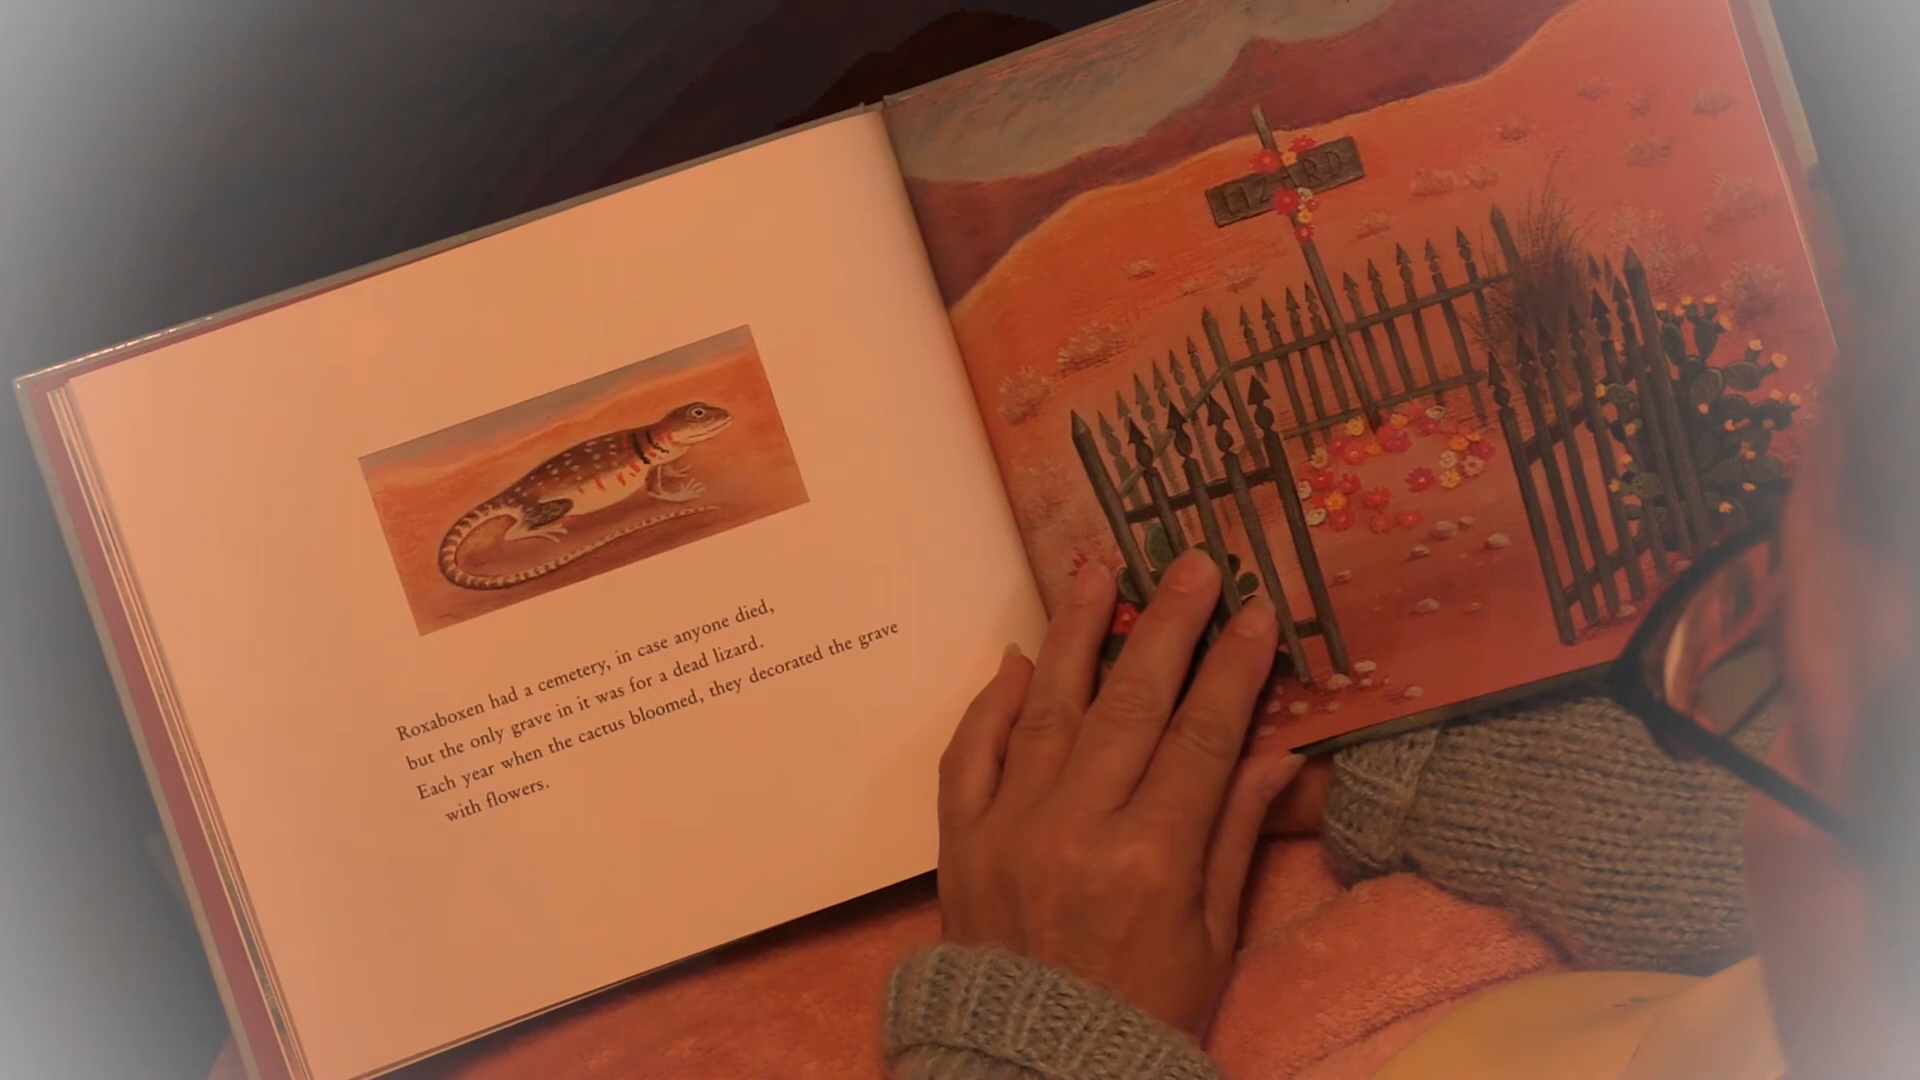 Roxaboxen had a cemetery, in case anyone died,
but the only grave in it was for a dead lizard.
Each year when the cactus bloomed, they decorated the grave
with flowers.
LIZARD